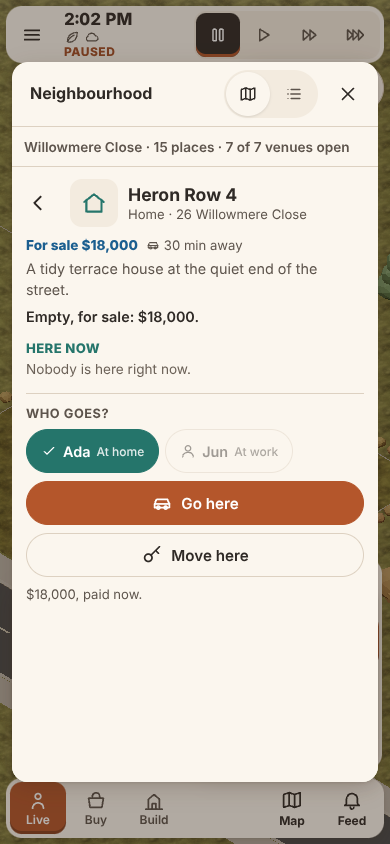 2:02 PM
PAUSED
Neighbourhood
Willowmere Close · 15 places · 7 of 7 venues open
Heron Row 4
Home · 26 Willowmere Close
For sale $18,000 30 min away
A tidy terrace house at the quiet end of the
street.
Empty, for sale: $18,000.
HERE NOW
Nobody is here right now.
WHO GOES?
Ada At home Jun At work
Go here
Move here
$18,000, paid now.
Live Buy Build Map Feed